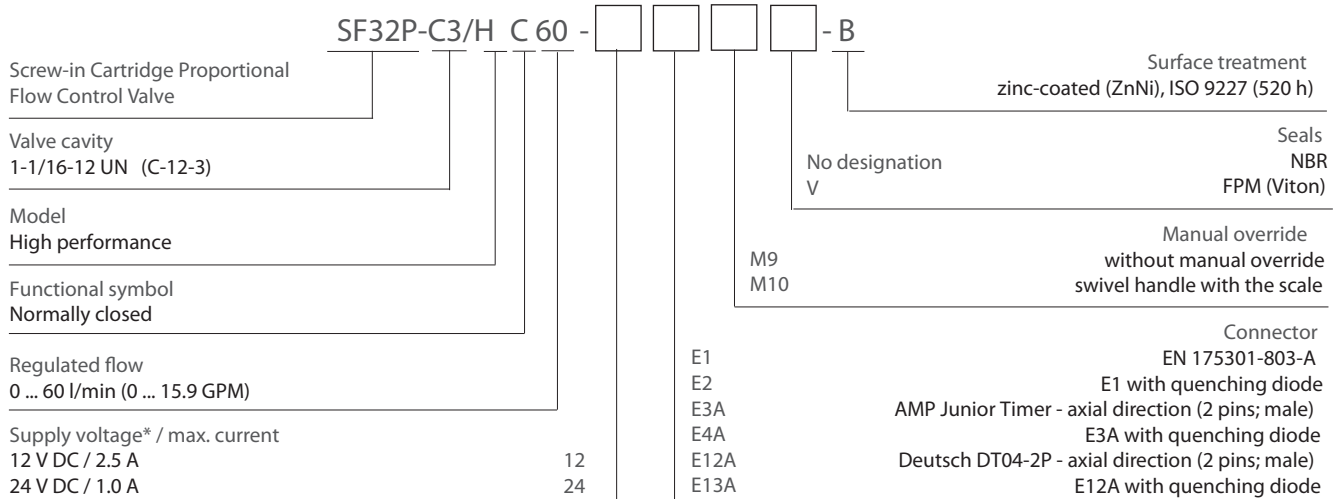 SF32P-C3/H C 60 - - B
Screw-in Cartridge Proportional
Flow Control Valve
Valve cavity
1-1/16-12 UN (C-12-3)
Model
High performance
Functional symbol
Normally closed
Regulated flow
0 ... 60 l/min (0 ... 15.9 GPM)
Supply voltage* / max. current
12 V DC / 2.5 A 12
24 V DC / 1.0 A 24
Surface treatment
zinc-coated (ZnNi), ISO 9227 (520 h)
Seals
No designation NBR
V FPM (Viton)
Manual override
M9 without manual override
M10 swivel handle with the scale
Connector
E1 EN 175301-803-A
E2 E1 with quenching diode
E3A AMP Junior Timer - axial direction (2 pins; male)
E4A E3A with quenching diode
E12A Deutsch DT04-2P - axial direction (2 pins; male)
E13A E12A with quenching diode